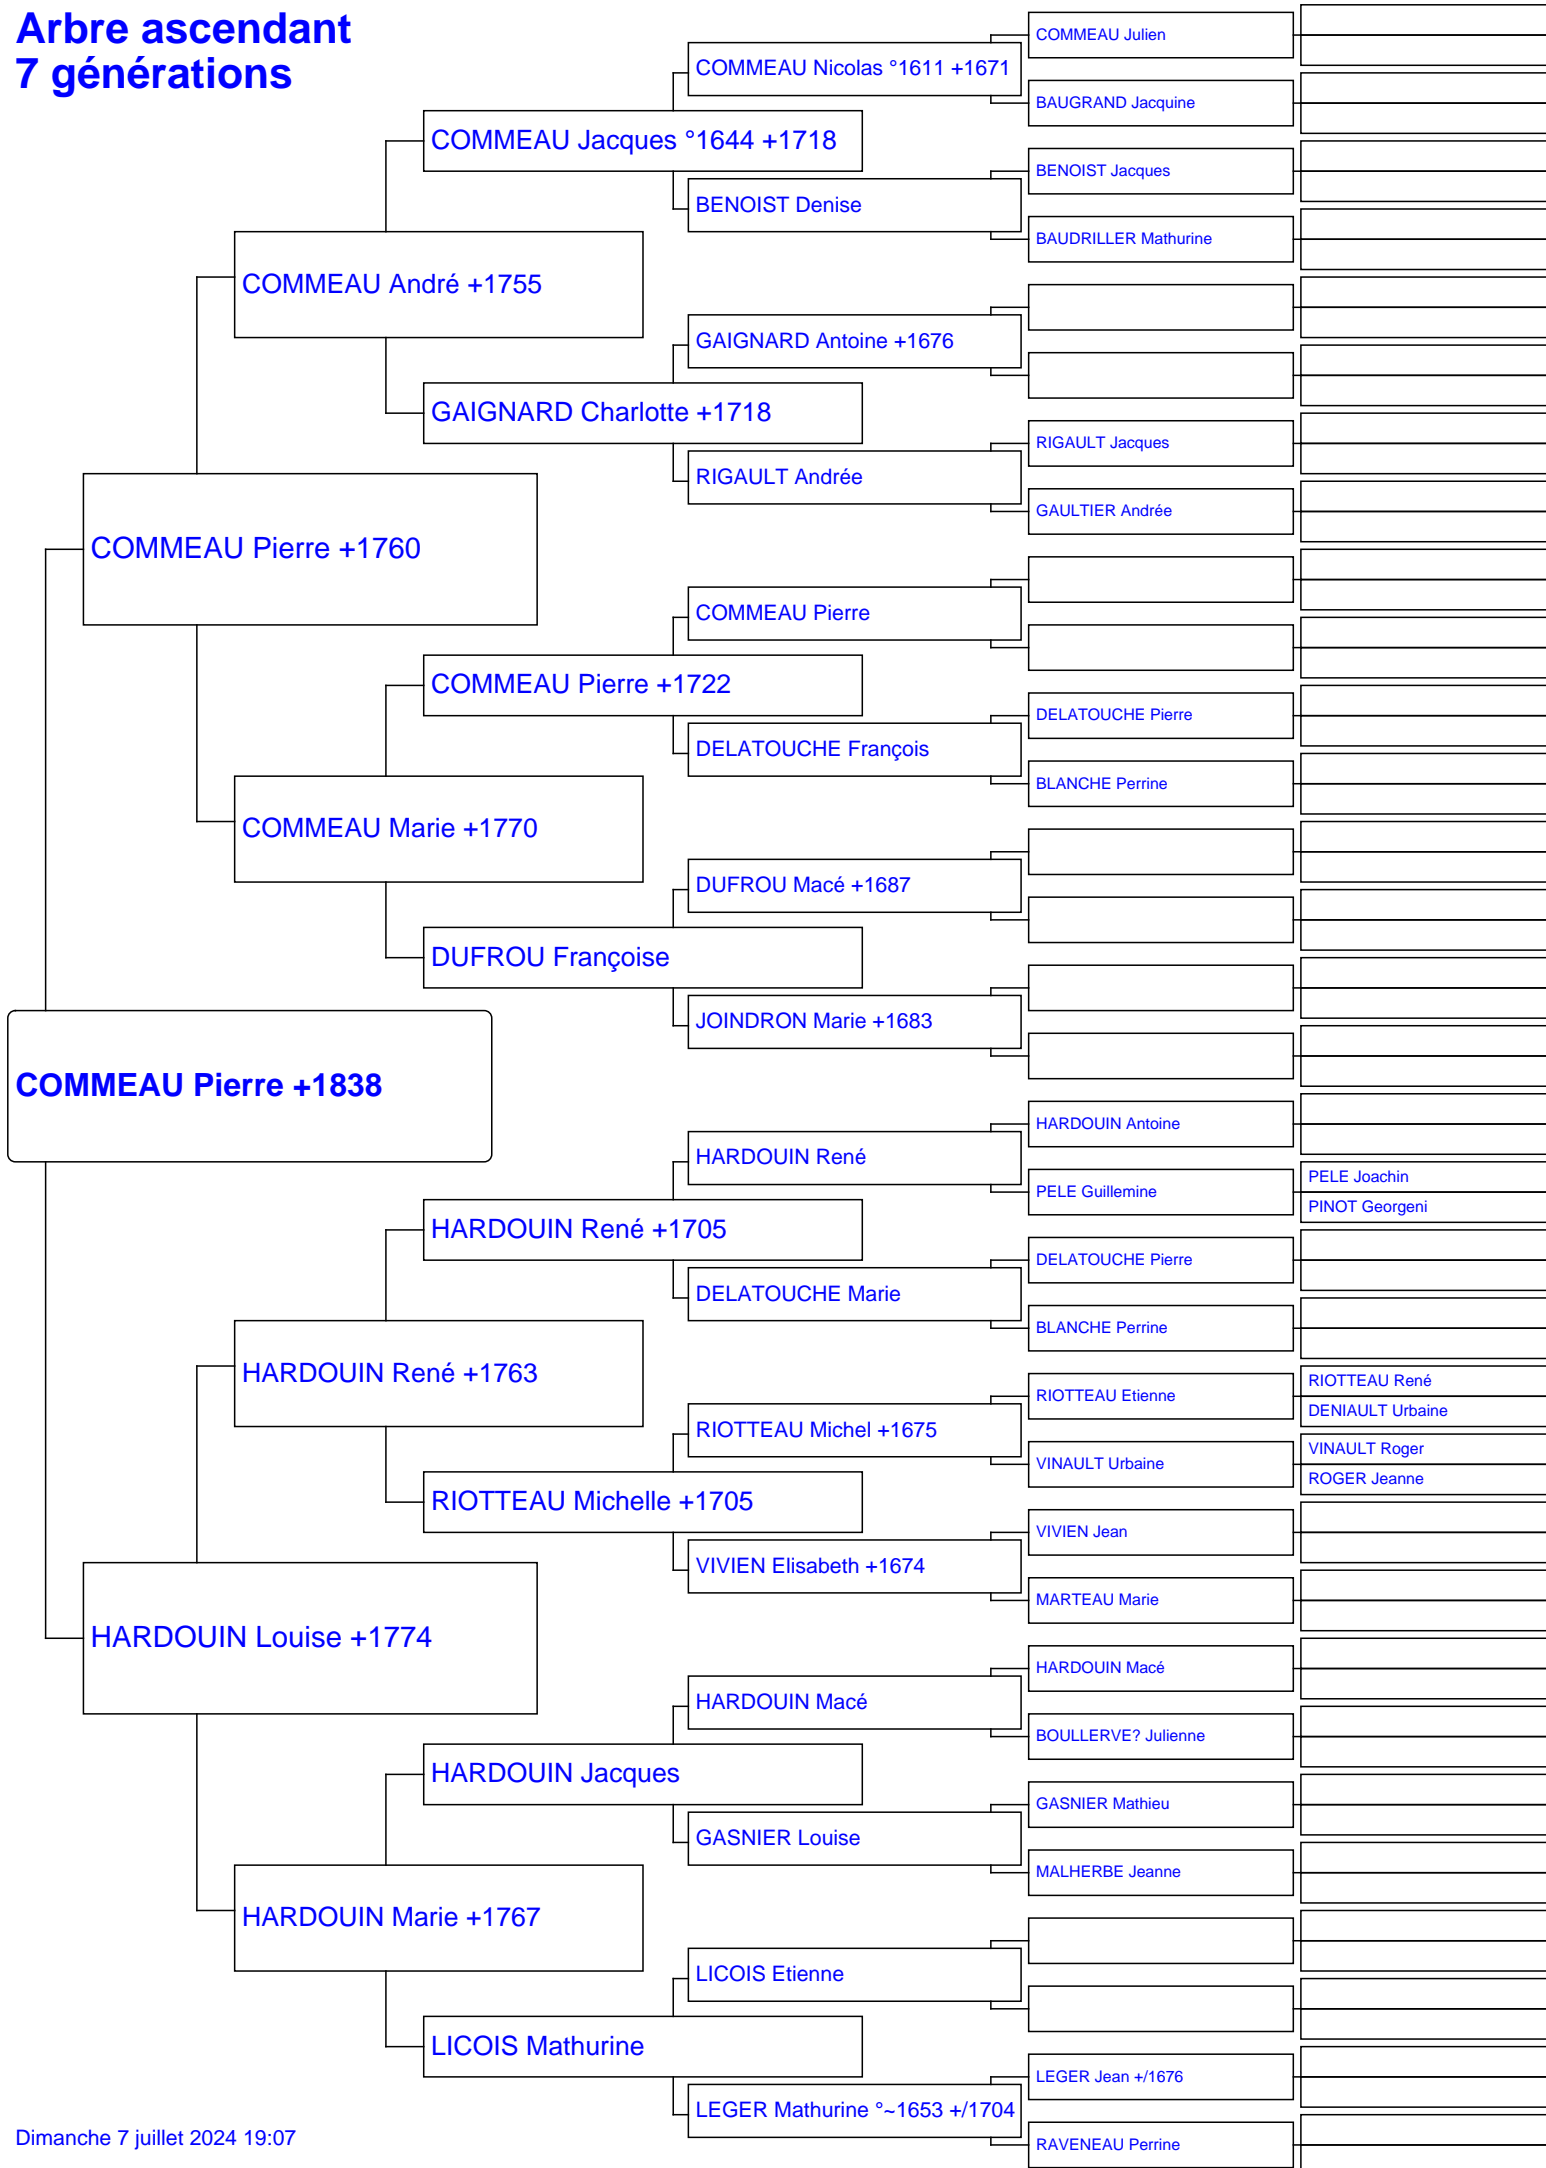 Arbre ascendant
7 générations
COMMEAU Julien
COMMEAU Nicolas °1611 +1671
BAUGRAND Jacquine
COMMEAU Jacques °1644 +1718
BENOIST Jacques
BENOIST Denise
BAUDRILLER Mathurine
COMMEAU André +1755
GAIGNARD Antoine +1676
GAIGNARD Charlotte +1718
RIGAULT Jacques
RIGAULT Andrée
GAULTIER Andrée
COMMEAU Pierre +1760
COMMEAU Pierre
COMMEAU Pierre +1722
DELATOUCHE Pierre
DELATOUCHE François
BLANCHE Perrine
COMMEAU Marie +1770
DUFROU Macé +1687
DUFROU Françoise
JOINDRON Marie +1683
COMMEAU Pierre +1838
HARDOUIN Antoine
HARDOUIN René
PELE Joachin
PELE Guillemine
PINOT Georgeni
HARDOUIN René +1705
DELATOUCHE Pierre
DELATOUCHE Marie
BLANCHE Perrine
HARDOUIN René +1763
RIOTTEAU René
RIOTTEAU Etienne
DENIAULT Urbaine
RIOTTEAU Michel +1675
VINAULT Roger
VINAULT Urbaine
ROGER Jeanne
RIOTTEAU Michelle +1705
VIVIEN Jean
VIVIEN Elisabeth +1674
MARTEAU Marie
HARDOUIN Louise +1774
HARDOUIN Macé
HARDOUIN Macé
BOULLERVE? Julienne
HARDOUIN Jacques
GASNIER Mathieu
GASNIER Louise
MALHERBE Jeanne
HARDOUIN Marie +1767
LICOIS Etienne
LICOIS Mathurine
LEGER Jean +/1676
LEGER Mathurine °~1653 +/1704
RAVENEAU Perrine
Dimanche 7 juillet 2024 19:07